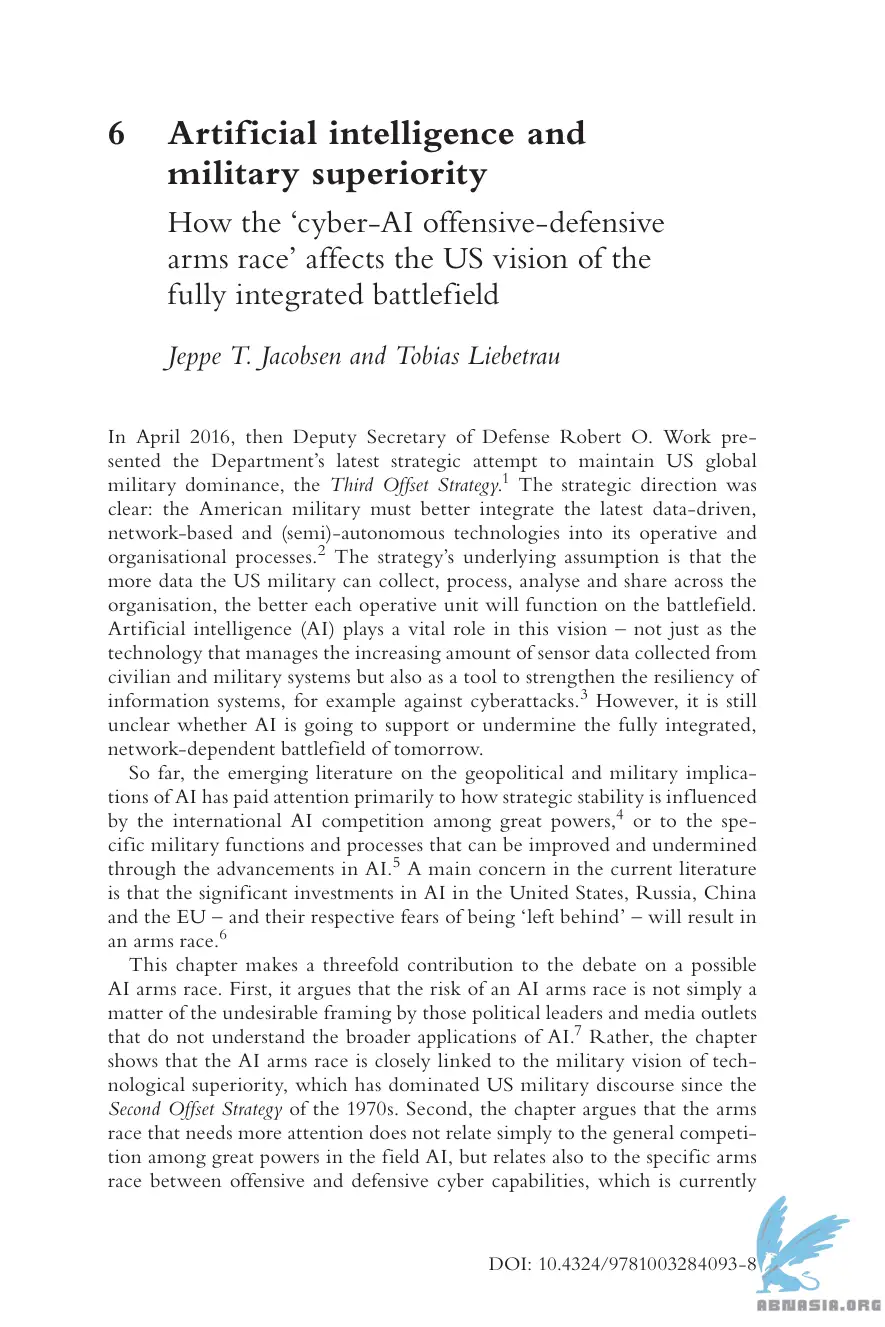 6 Artificial intelligence and
military superiority
How the ‘cyber-AI offensive-defensive
arms race’ affects the US vision of the
fully integrated battlefield
Jeppe T. Jacobsen and Tobias Liebetrau
In April 2016, then Deputy Secretary of Defense Robert O. Work pre-
sented the Department’s latest strategic attempt to maintain US global
military dominance, the Third Offset Strategy.1 The strategic direction was
clear: the American military must better integrate the latest data-driven,
network-based and (semi)-autonomous technologies into its operative and
organisational processes.2 The strategy’s underlying assumption is that the
more data the US military can collect, process, analyse and share across the
organisation, the better each operative unit will function on the battlefield.
Artificial intelligence (AI) plays a vital role in this vision – not just as the
technology that manages the increasing amount of sensor data collected from
civilian and military systems but also as a tool to strengthen the resiliency of
information systems, for example against cyberattacks.3 However, it is still
unclear whether AI is going to support or undermine the fully integrated,
network-dependent battlefield of tomorrow.
So far, the emerging literature on the geopolitical and military implica-
tions of AI has paid attention primarily to how strategic stability is influenced
by the international AI competition among great powers,4 or to the spe-
cific military functions and processes that can be improved and undermined
through the advancements in AI.5 A main concern in the current literature
is that the significant investments in AI in the United States, Russia, China
and the EU – and their respective fears of being ‘left behind’ – will result in
an arms race.6
This chapter makes a threefold contribution to the debate on a possible
AI arms race. First, it argues that the risk of an AI arms race is not simply a
matter of the undesirable framing by those political leaders and media outlets
that do not understand the broader applications of AI.7 Rather, the chapter
shows that the AI arms race is closely linked to the military vision of tech-
nological superiority, which has dominated US military discourse since the
Second Offset Strategy of the 1970s. Second, the chapter argues that the arms
race that needs more attention does not relate simply to the general competi-
tion among great powers in the field AI, but relates also to the specific arms
race between offensive and defensive cyber capabilities, which is currently
DOI: 10.4324/9781003284093-8
ABNASIA.ORG